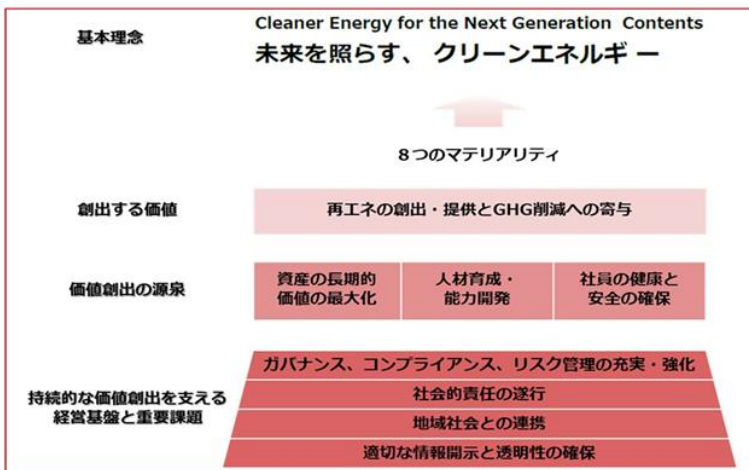 基本理念
Cleaner Energy for the Next Generation Contents
未来を照らす、 クリーンエネルギー
8つのマテリアリティ
創出する価値
再エネの創出・提供とGHG削減への寄与
価値創出の源泉
資産の長期的
価値の最大化
人材育成・
能力開発
社員の健康と
安全の確保
持続的な価値創出を支える
経営基盤と重要課題
ガバナンス、コンプライアンス、リスク管理の充実・強化
社会的責任の遂行
地域社会との連携
適切な情報開示と透明性の確保